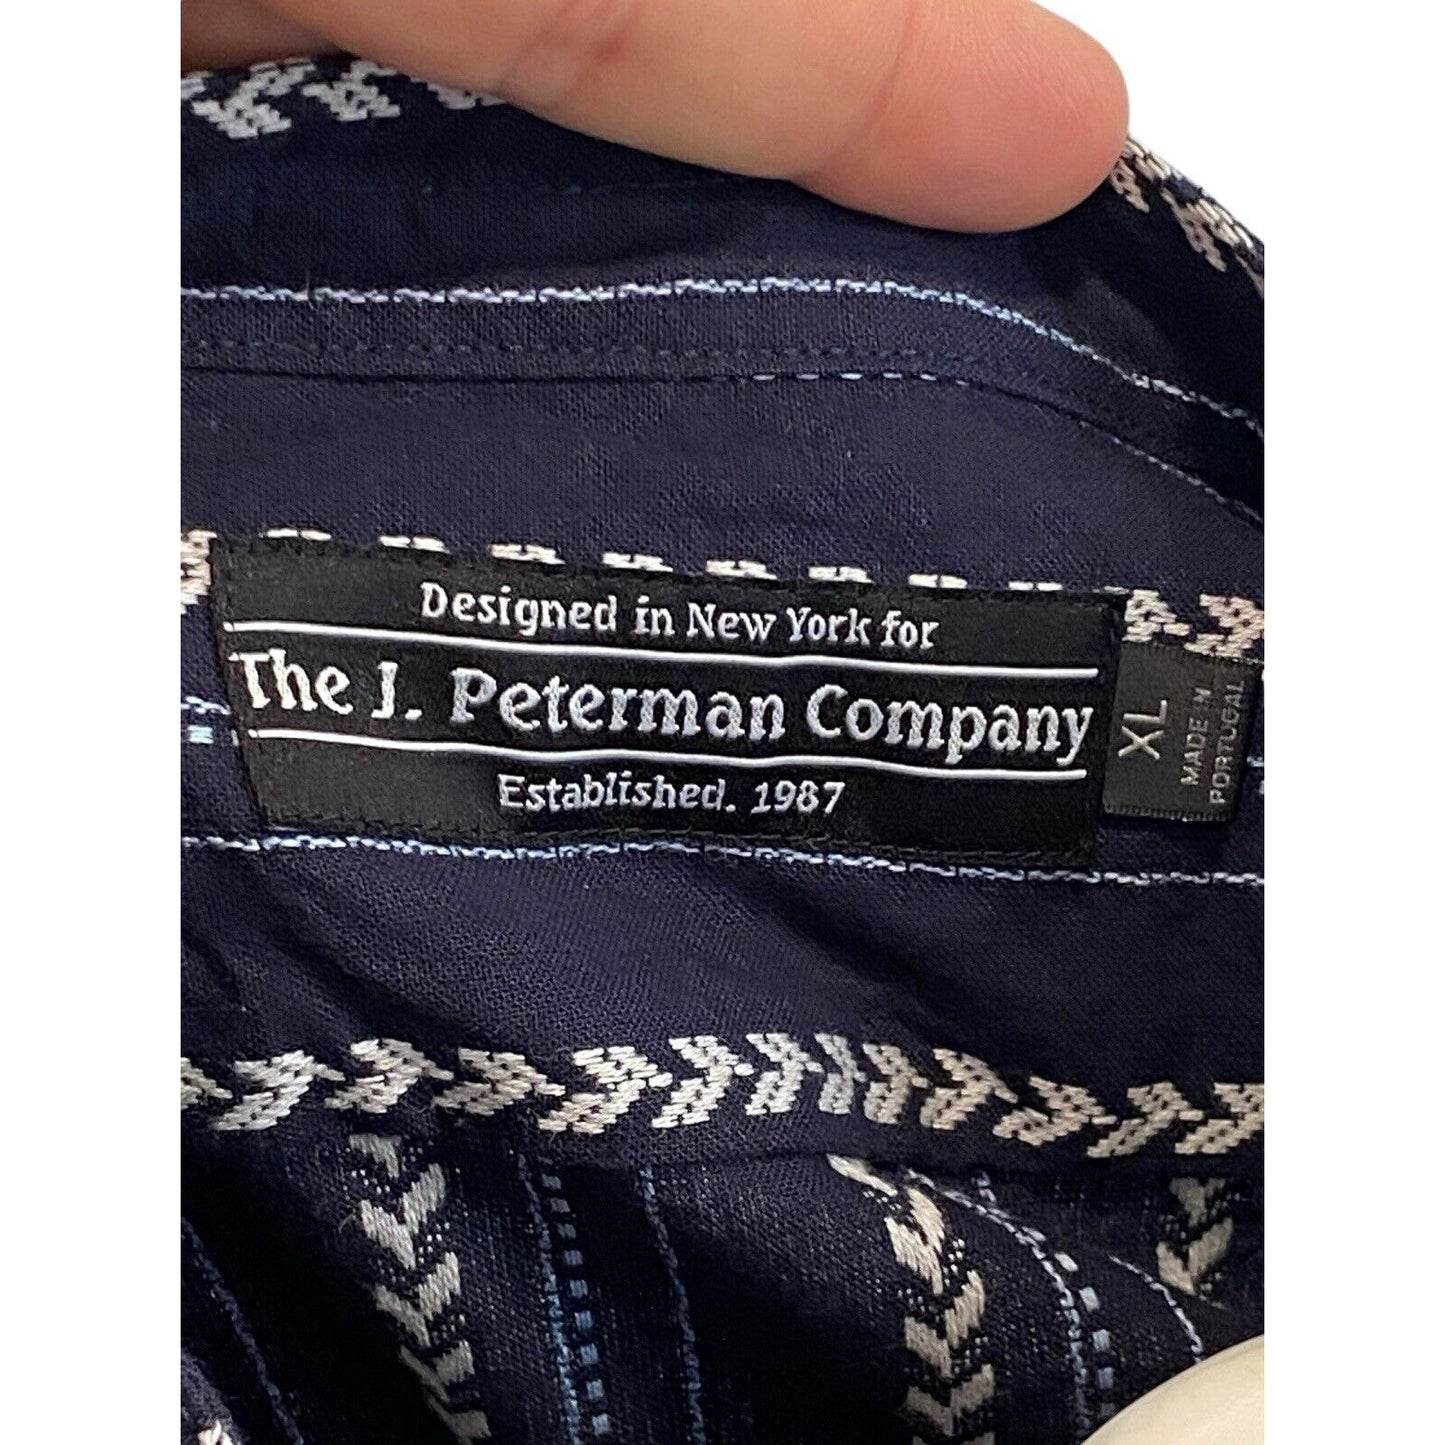 Designed in New York for
The J. Peterman Company
Established. 1987
XL
MADE IN
PORTUGAL